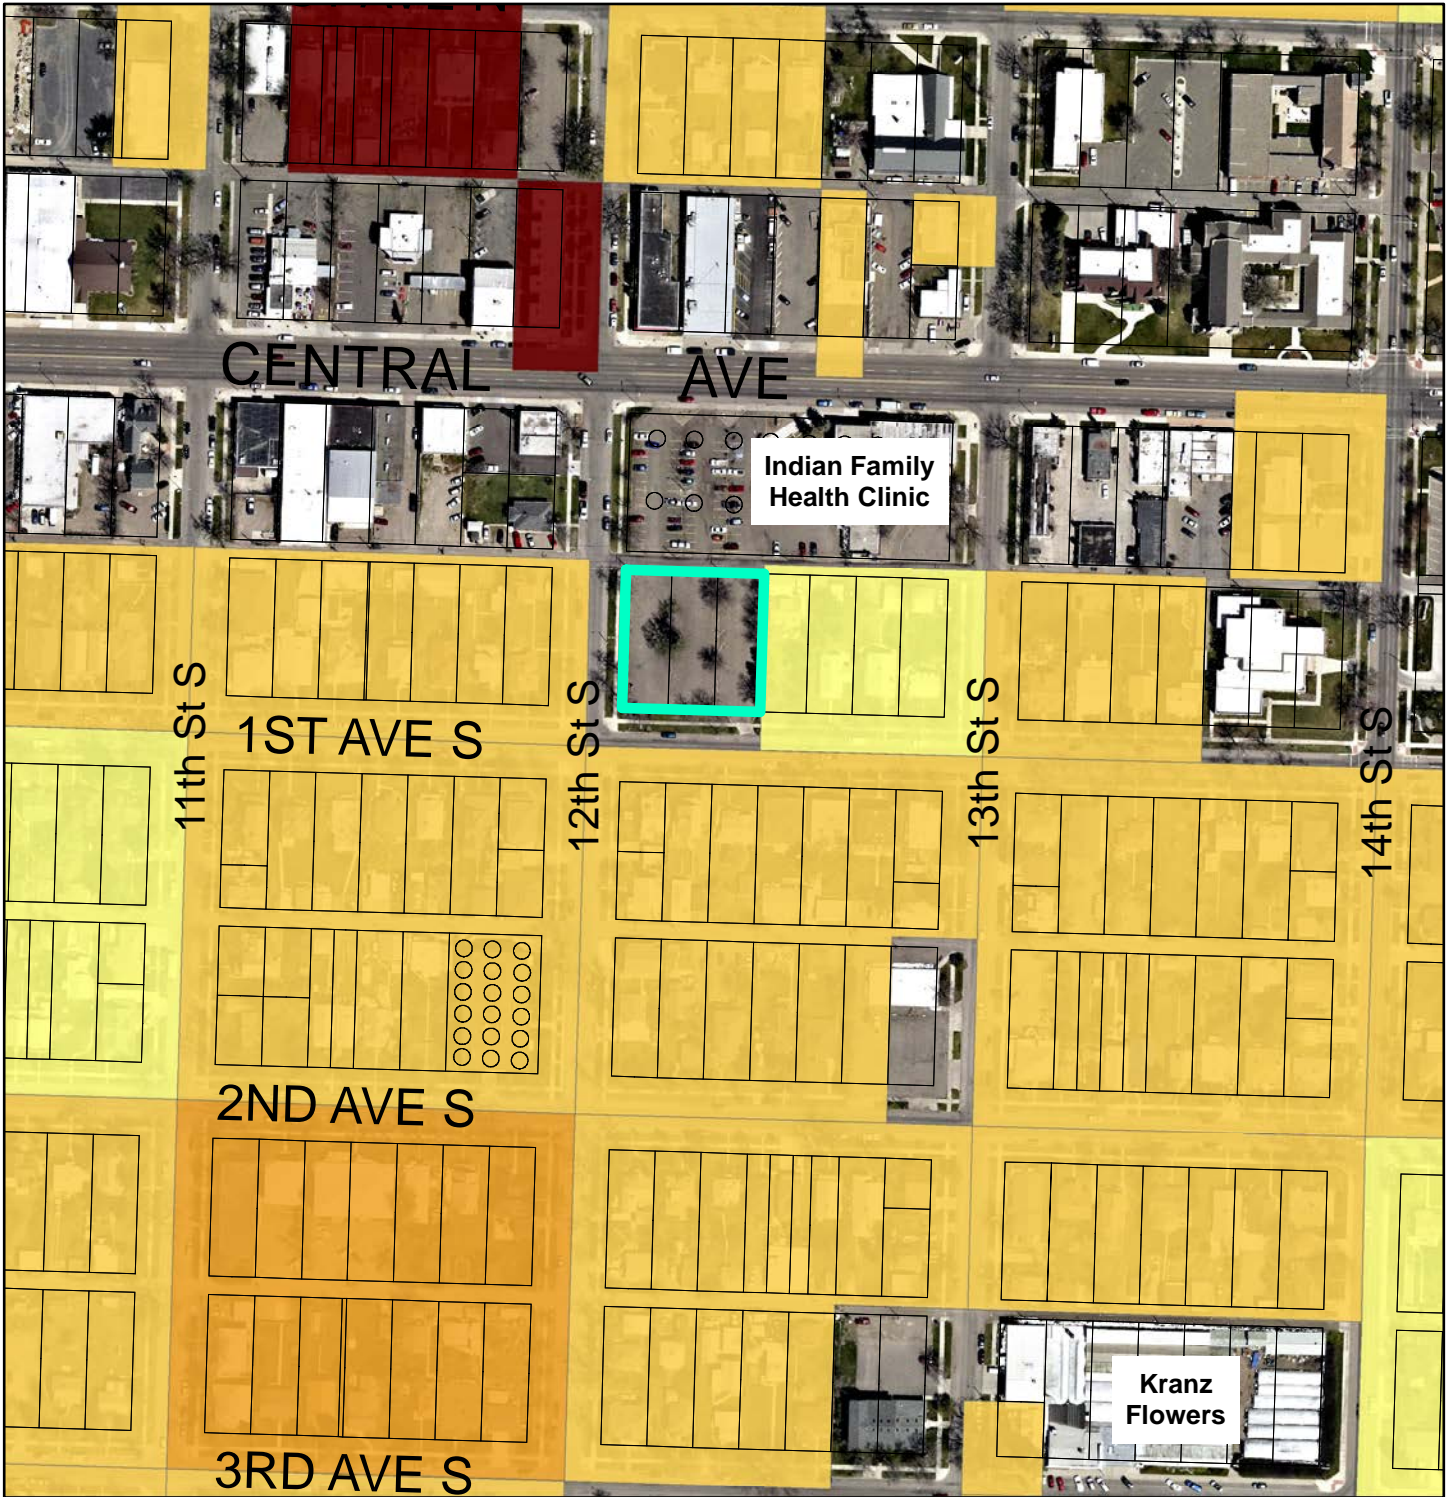 CENTRAL AVE
Indian Family
Health Clinic
11th St S
1ST AVE S
12th St S
13th St S
14th St S
2ND AVE S
Kranz
Flowers
3RD AVE S